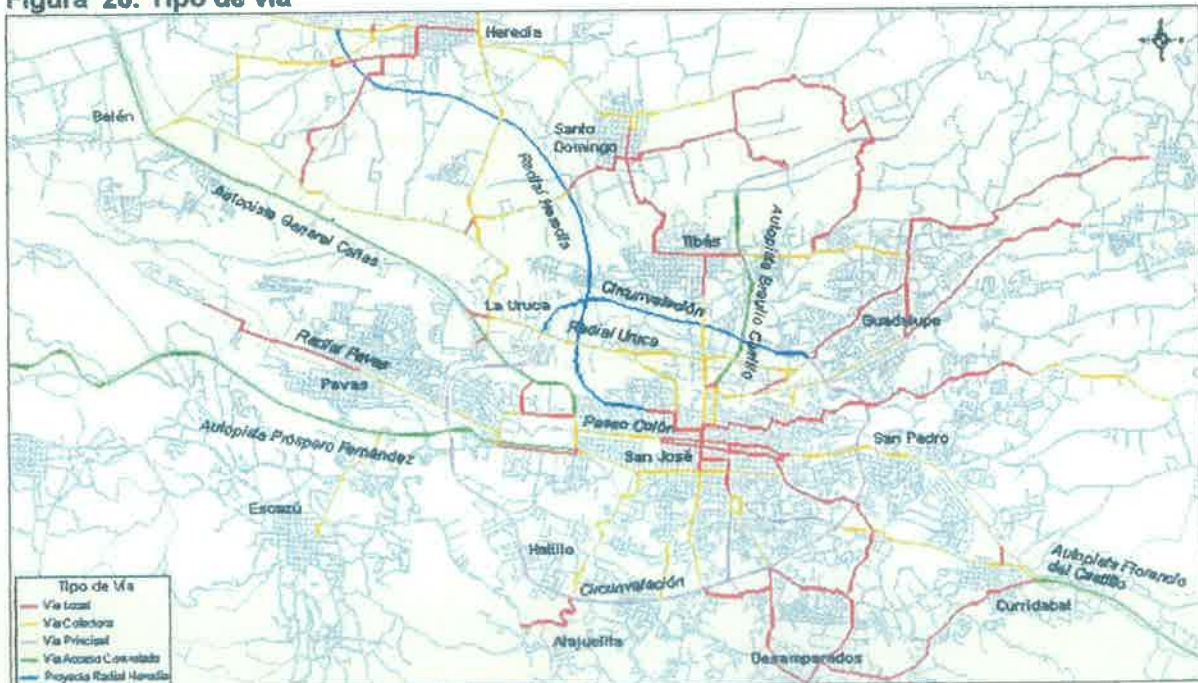 Figura 20. Tipo de vía
Heredia
Belén
Santo
Domingo
Radial Heredia
Autopista General Cañas
Tibás
Autopista Braulio Carrillo
La Uruca
Circunvalación
Radial Uruca
Guadalupe
Radial Pavas
Pavas
Paseo Colón
Autopista Próspero Fernández
San José
San Pedro
Escazú
Hatillo
Circunvalación
Autopista Florencio
del Castillo
Curridabat
Alajuelita
Desamparados
Tipo de Vía
Vía Local
Vía Colectora
Vía Principal
Vía Acceso Controlado
Proyecto Radial Heredia